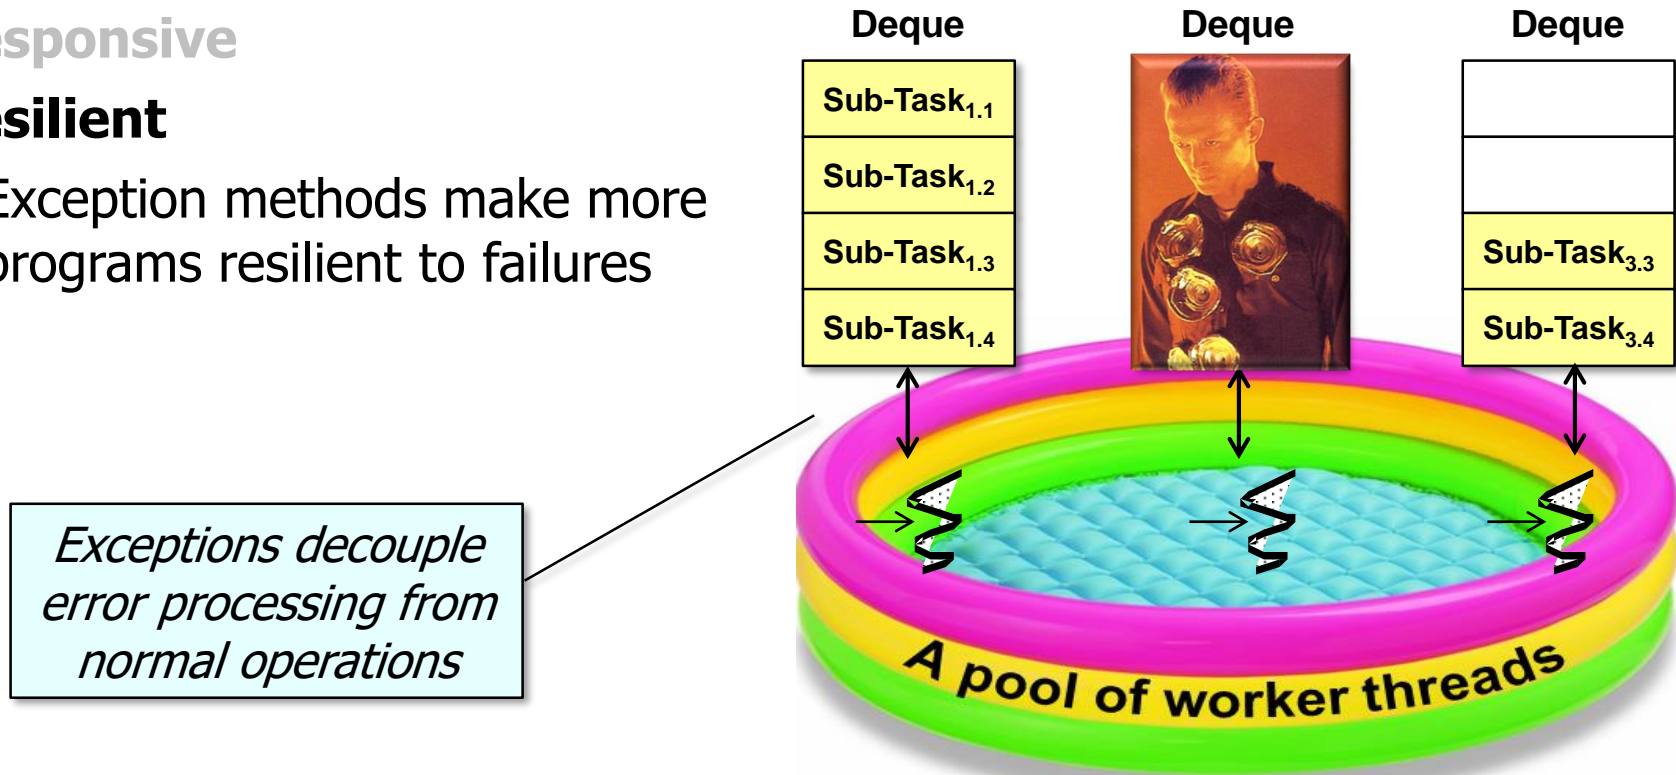 esponsive
esilient
Exception methods make more
programs resilient to failures
Exceptions decouple
error processing from
normal operations
Deque
Sub-Task1.1
Sub-Task1.2
Sub-Task1.3
Sub-Task1.4
Deque
Deque
Sub-Task3.3
Sub-Task3.4
A pool of worker threads